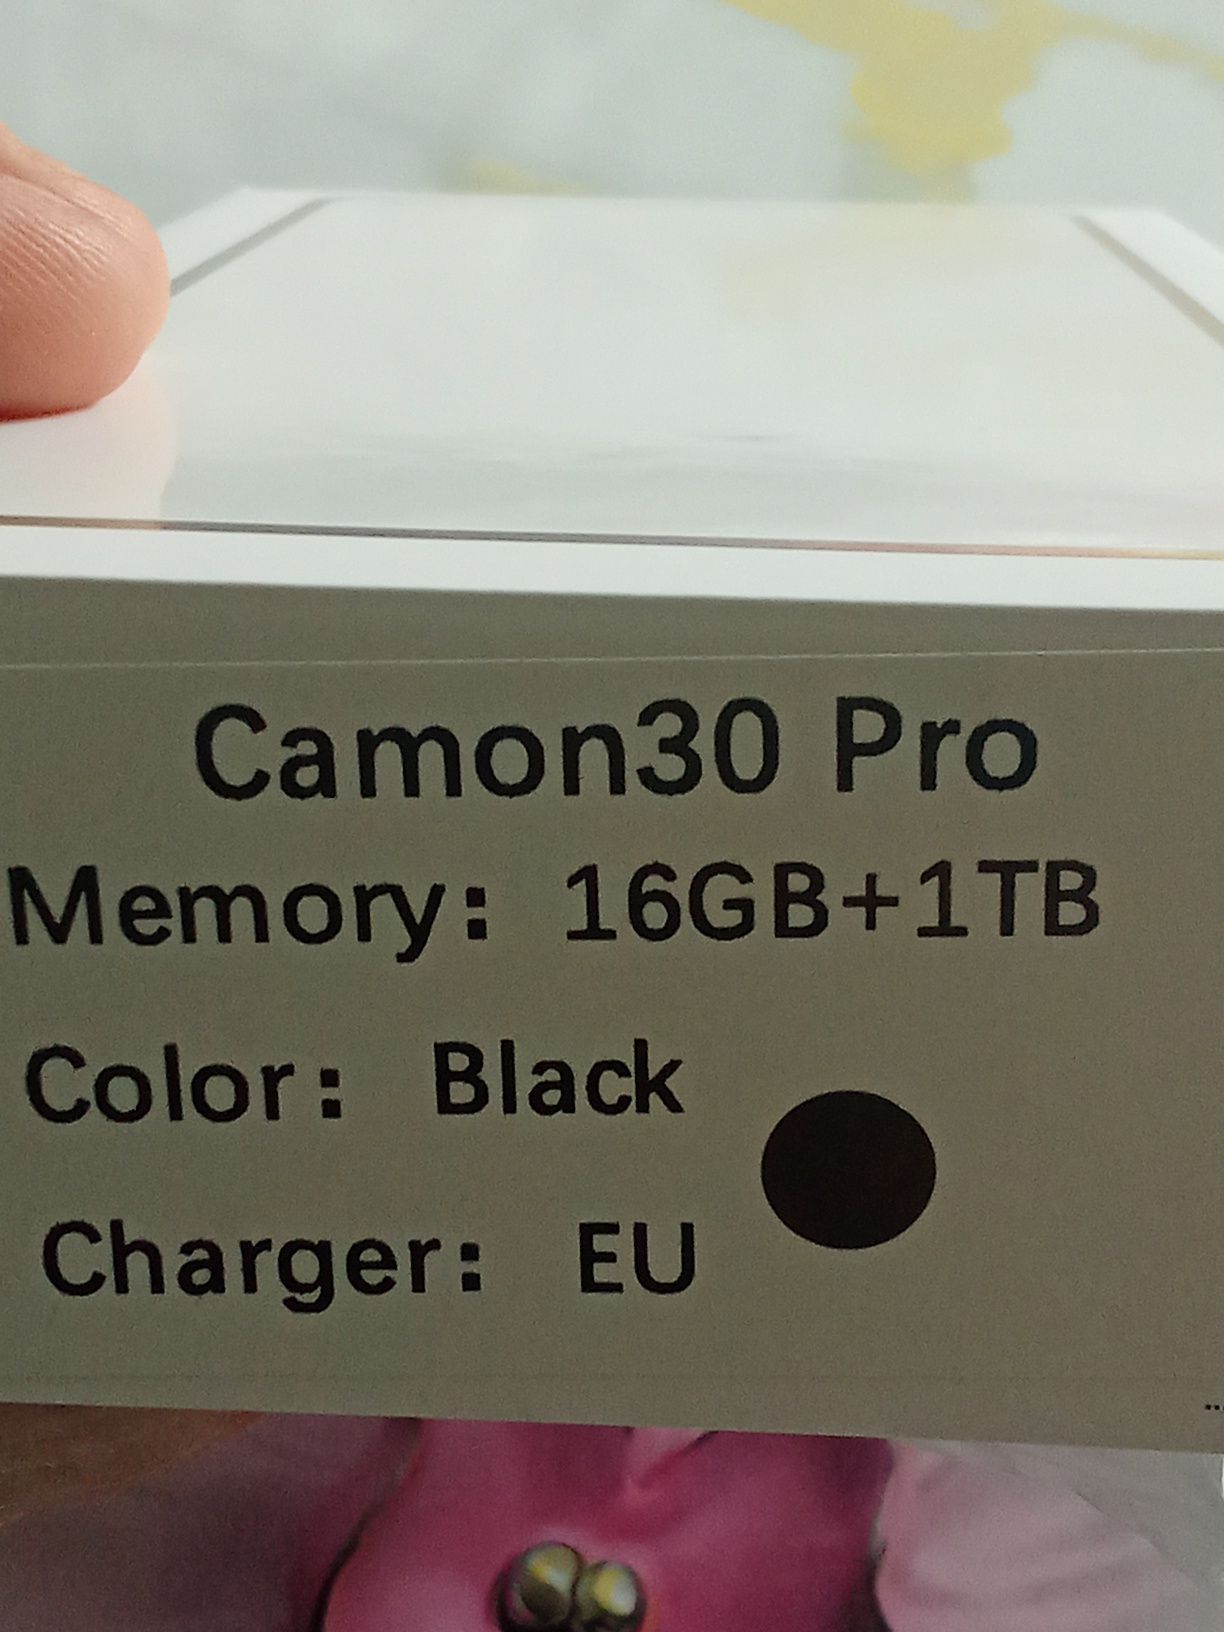 Camon30 Pro
Memory: 16GB+1TB
Color: Black
Charger: EU